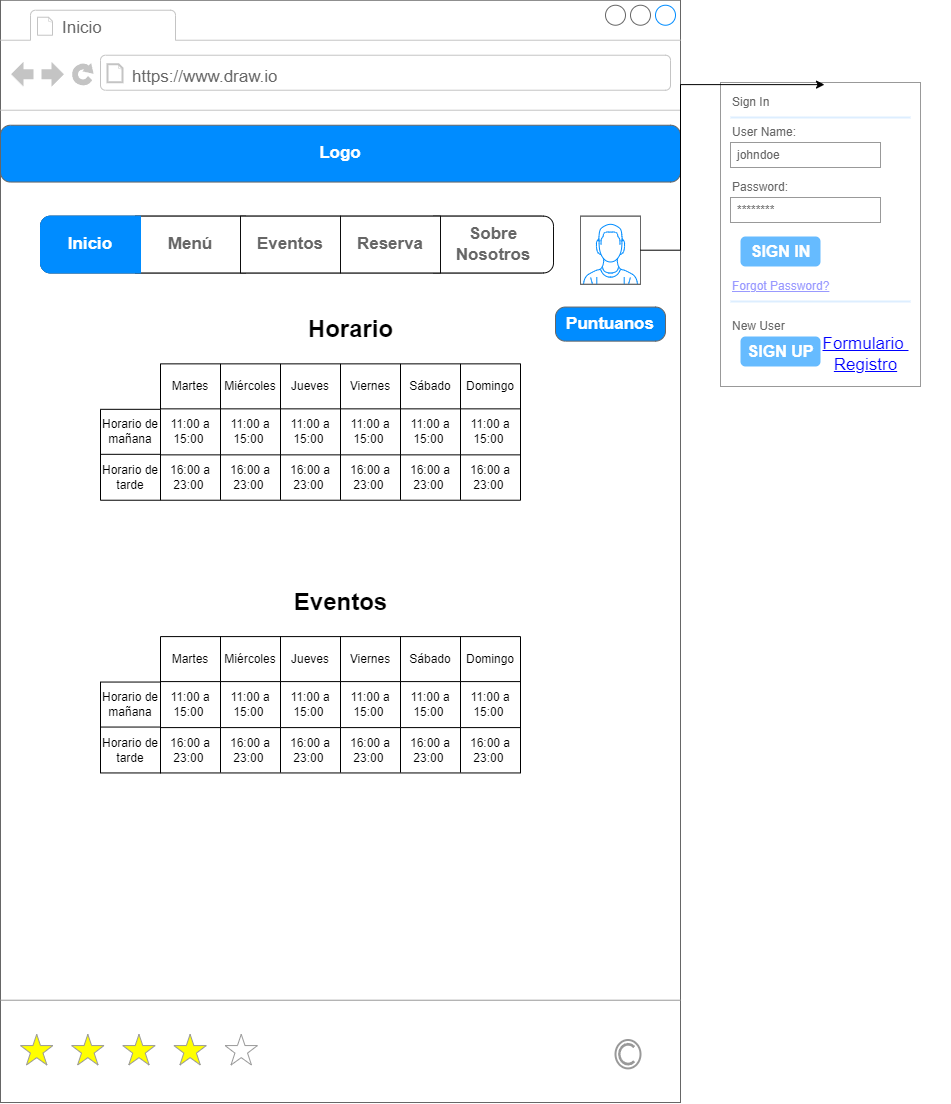 Inicio
https://www.draw.io
Logo
Inicio
Menú
Eventos
Reserva
Sobre
Nosotros
Puntuanos
Horario
Martes Miércoles Jueves Viernes Sábado Domingo
Horario de
mañana
11:00 a
15:00
11:00 a
15:00
11:00 a
15:00
11:00 a
15:00
11:00 a
15:00
11:00 a
15:00
Horario de
tarde
16:00 a
23:00
16:00 a
23:00
16:00 a
23:00
16:00 a
23:00
16:00 a
23:00
16:00 a
23:00
Eventos
Martes Miércoles Jueves Viernes Sábado Domingo
Horario de
mañana
11:00 a
15:00
11:00 a
15:00
11:00 a
15:00
11:00 a
15:00
11:00 a
15:00
11:00 a
15:00
Horario de
tarde
16:00 a
23:00
16:00 a
23:00
16:00 a
23:00
16:00 a
23:00
16:00 a
23:00
16:00 a
23:00
©
Sign In
User Name:
johndoe
Password:
********
SIGN IN
Forgot Password?
New User
SIGN UP
Formulario
Registro